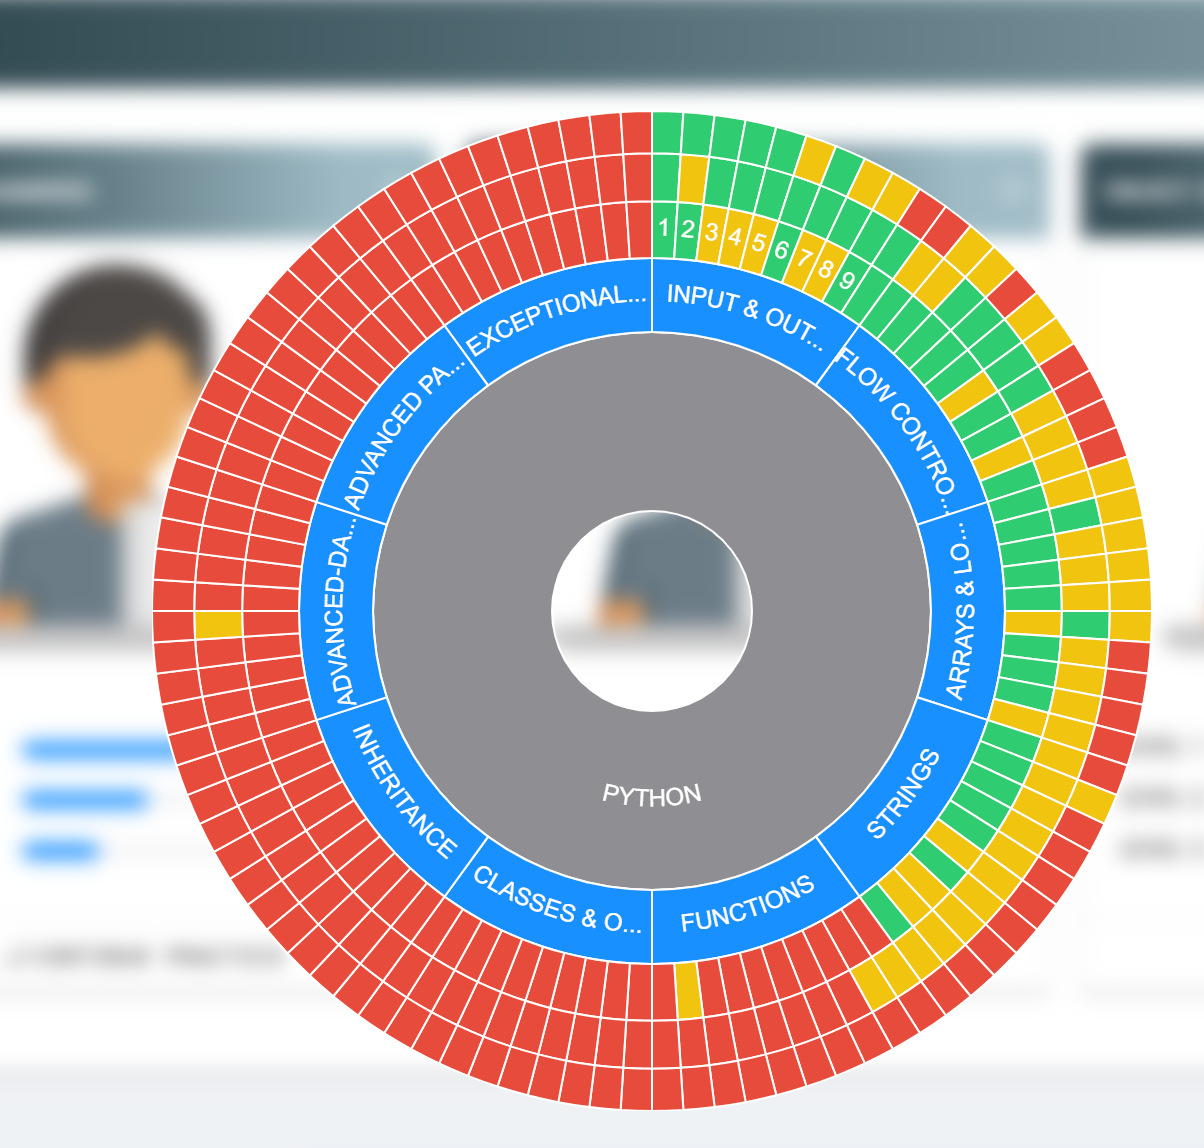 1
2
3
4
5
6
7
8
9
INPUT & OUT...
FLOW CONTRO...
ARRAYS & LO...
STRINGS
FUNCTIONS
CLASSES & O...
INHERITANCE
ADVANCED-DA...
ADVANCED PA...
EXCEPTIONAL...
PYTHON